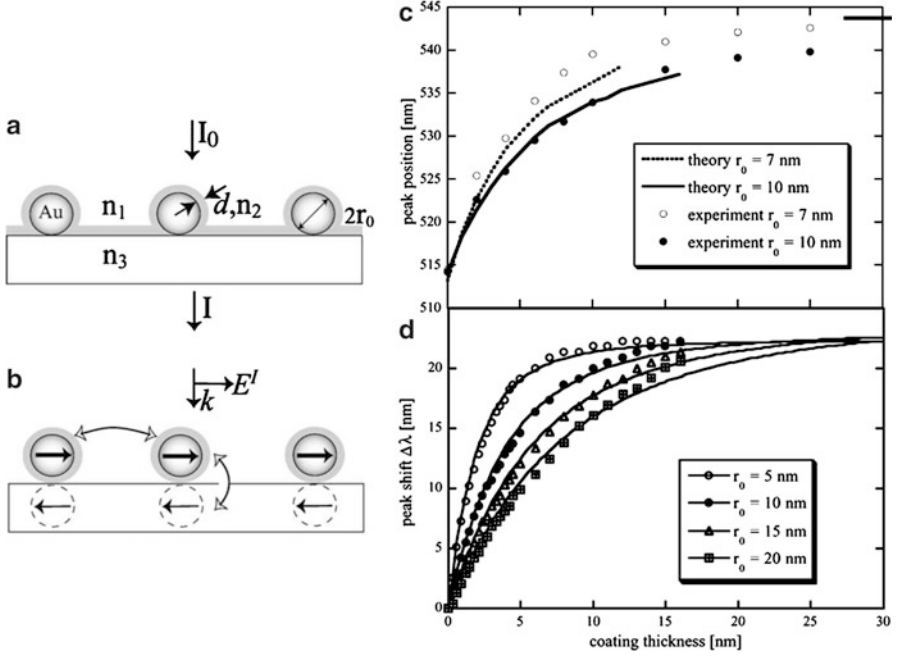 a
I₀
Au
n₁
d,n₂
2r₀
n₃
I
b
k
Eᴵ
c
peak position [nm]
545
540
535
530
525
520
515
510
theory r₀ = 7 nm
theory r₀ = 10 nm
experiment r₀ = 7 nm
experiment r₀ = 10 nm
d
peak shift Δλ [nm]
20
15
10
5
0
r₀ = 5 nm
r₀ = 10 nm
r₀ = 15 nm
r₀ = 20 nm
0 5 10 15 20 25 30
coating thickness [nm]